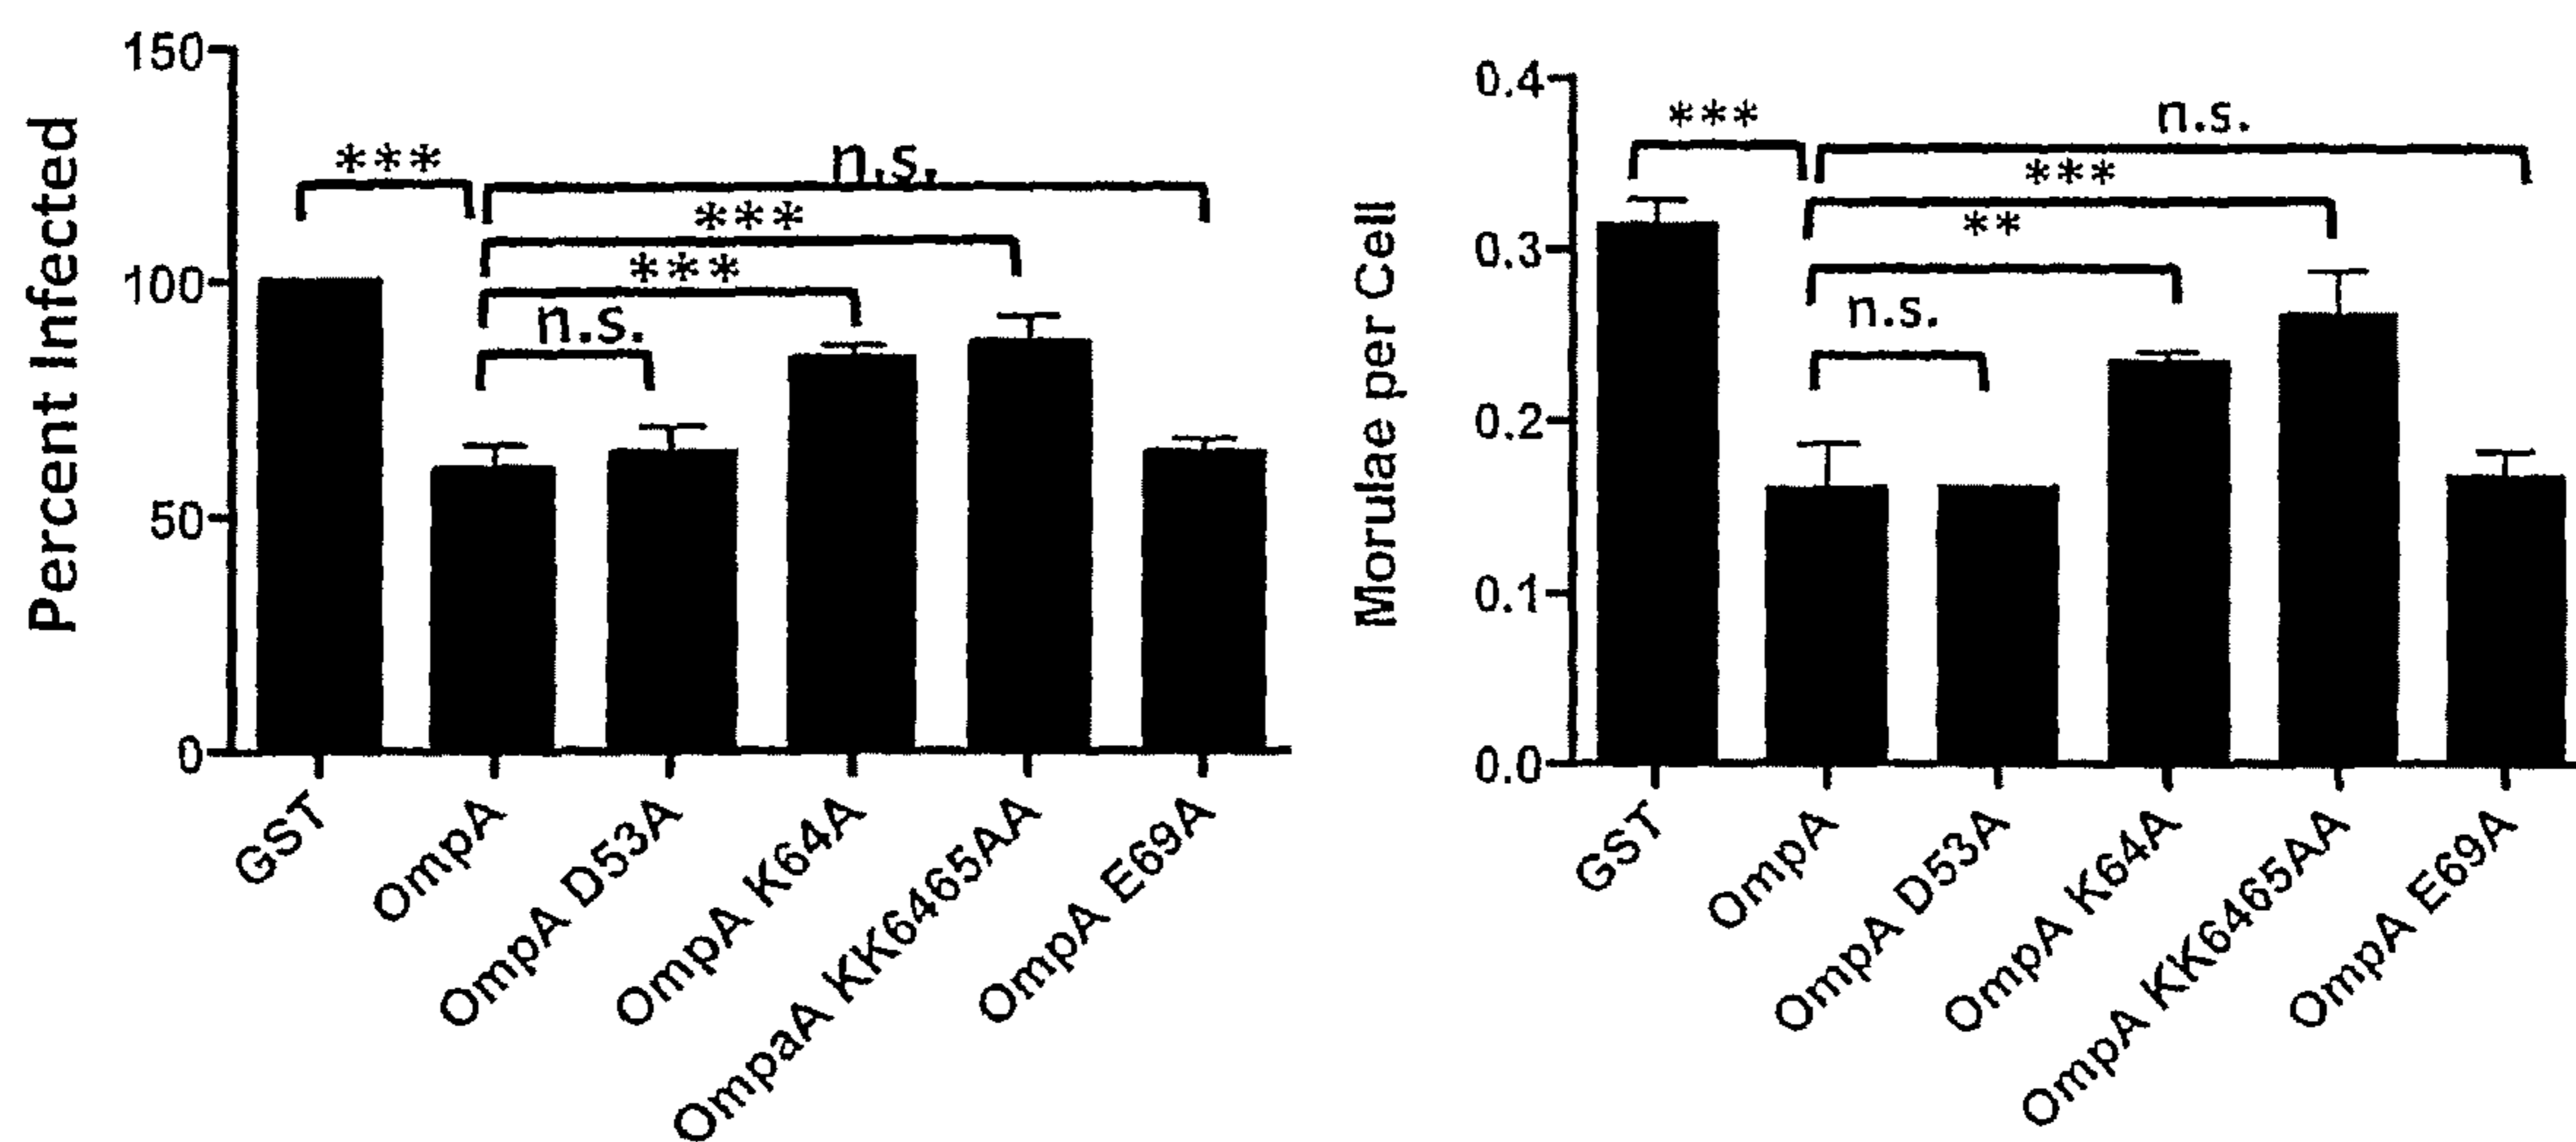 Percent Infected
150
100
50
0
***
n.s.
***
***
n.s.
GST
OmpA
OmpA D53A
OmpA K64A
OmpaA KK6465AA
OmpA E69A
Morulae per Cell
0.4
0.3
0.2
0.1
0.0
***
n.s.
***
**
n.s.
GST
OmpA
OmpA D53A
OmpA K64A
OmpA KK6465AA
OmpA E69A